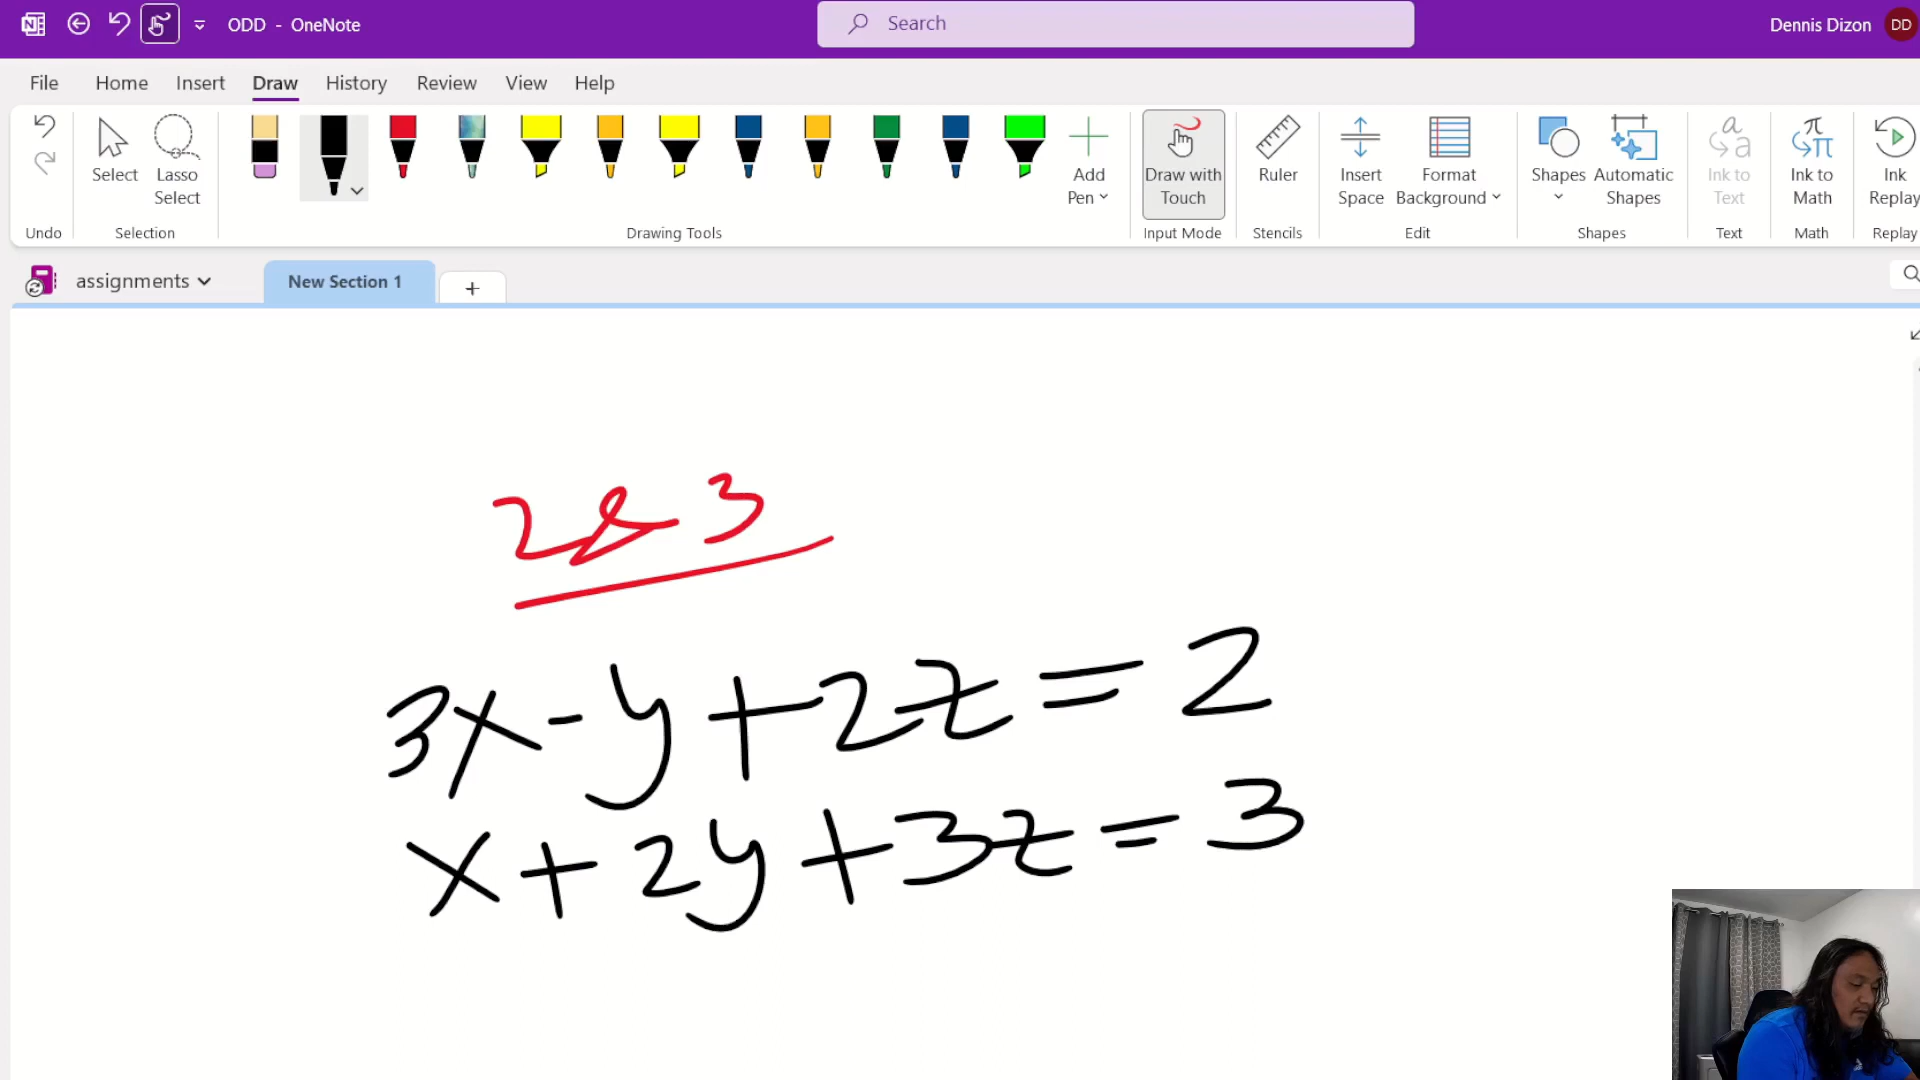 ODD - OneNote
Search
Dennis Dizon DD
File Home Insert Draw History Review View Help
Select Lasso Select Add Pen Draw with Touch Ruler Insert Space Format Background Shapes Automatic Shapes Ink to Text Ink to Math Ink Replay
Undo Selection Drawing Tools Input Mode Stencils Edit Shapes Text Math Replay
assignments New Section 1 +
2 & 3
3x - y + 2z = 2
x + 2y + 3z = 3